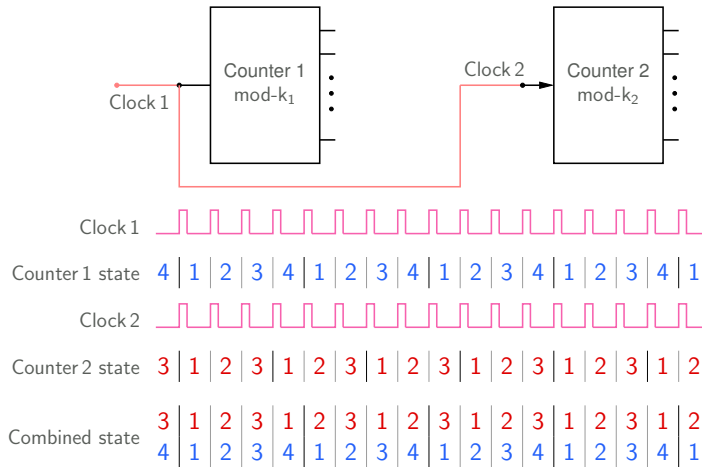 Counter 1
mod-k₁
Clock 1
Clock 2
Counter 2
mod-k₂
Clock 1
Counter 1 state 4 1 2 3 4 1 2 3 4 1 2 3 4 1 2 3 4 1
Clock 2
Counter 2 state 3 1 2 3 1 2 3 1 2 3 1 2 3 1 2 3 1 2
Combined state
3 1 2 3 1 2 3 1 2 3 1 2 3 1 2 3 1 2
4 1 2 3 4 1 2 3 4 1 2 3 4 1 2 3 4 1